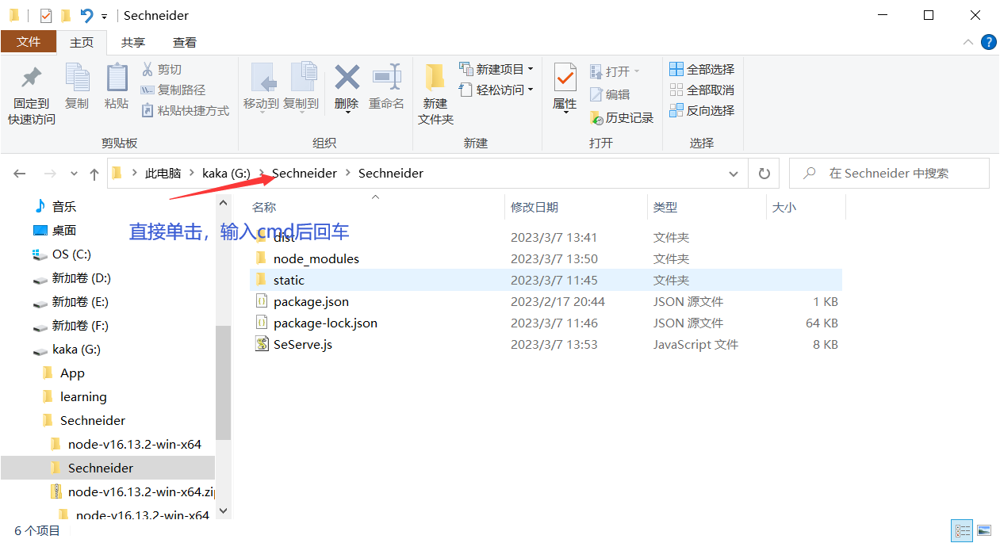 Sechneider
文件 主页 共享 查看
固定到快速访问
复制
粘贴
剪切
复制路径
粘贴快捷方式
剪贴板
移动到
复制到
删除
重命名
组织
新建文件夹
新建项目
轻松访问
新建
属性
打开
编辑
历史记录
打开
全部选择
全部取消
反向选择
选择
此电脑 kaka (G:) Sechneider Sechneider
在 Sechneider 中搜索
直接单击，输入cmd后回车
音乐
桌面
OS (C:)
新加卷 (D:)
新加卷 (E:)
新加卷 (F:)
kaka (G:)
App
learning
Sechneider
node-v16.13.2-win-x64
Sechneider
node-v16.13.2-win-x64.zip
node-v16.13.2-win-x64
名称 修改日期 类型 大小
dist 2023/3/7 13:41 文件夹
node_modules 2023/3/7 13:50 文件夹
static 2023/3/7 11:45 文件夹
package.json 2023/2/17 20:44 JSON 源文件 1 KB
package-lock.json 2023/3/7 11:46 JSON 源文件 64 KB
SeServe.js 2023/3/7 13:53 JavaScript 文件 8 KB
6 个项目